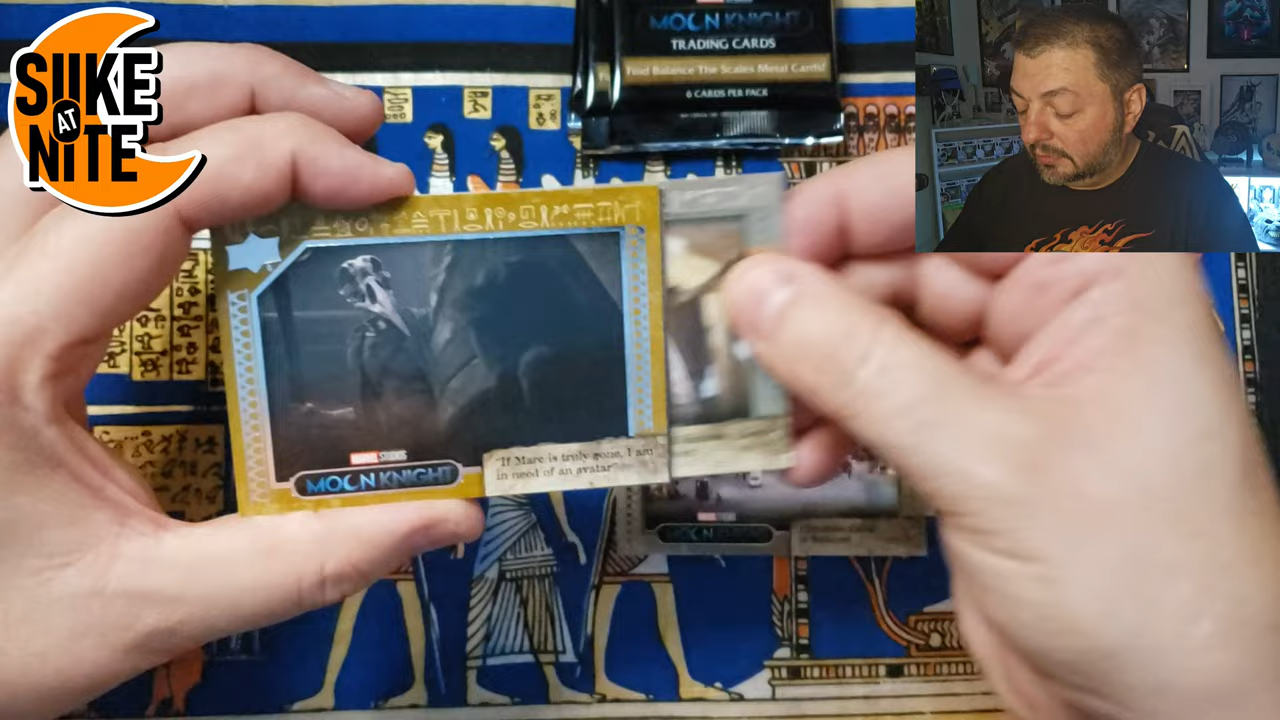 SUKE
AT
NITE
MOON KNIGHT
TRADING CARDS
Find Balance The Scales Metal Cards!
6 CARDS PER PACK
MARVEL STUDIOS
MOON KNIGHT
"If Marc is truly gone, I am
in need of an avatar"